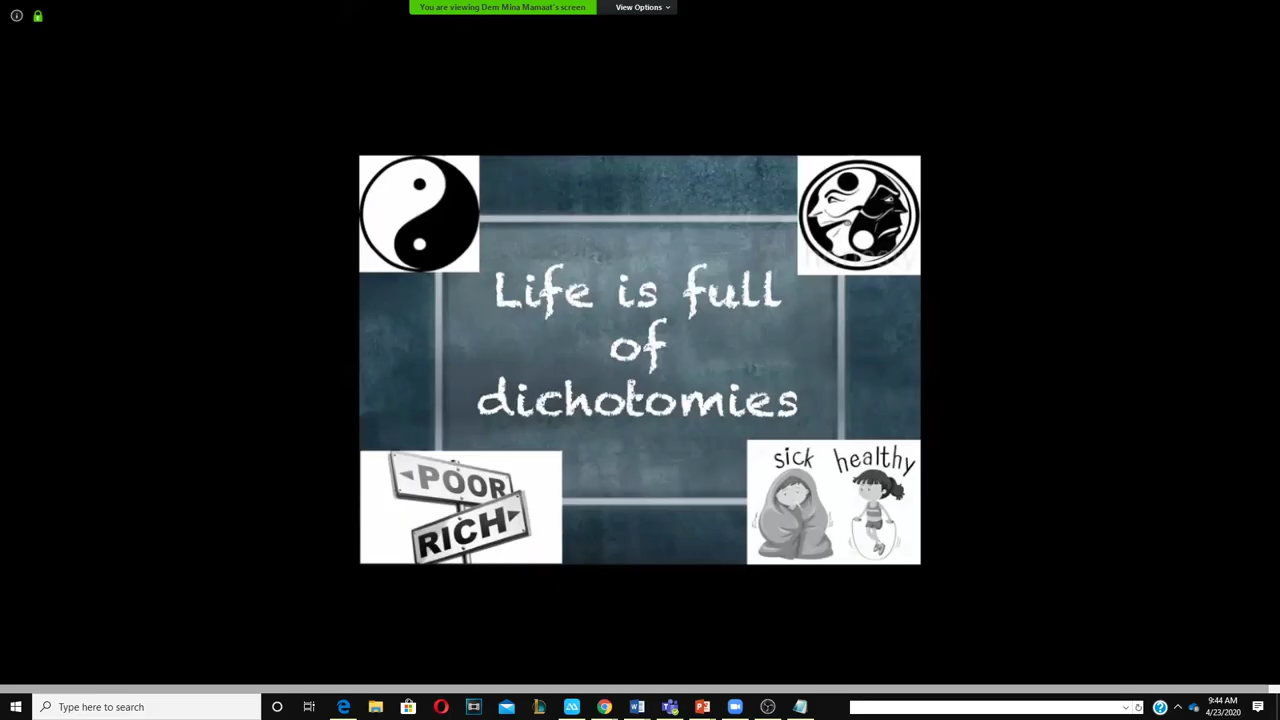 You are viewing Dem Mina Mamaat's screen
View Options
Life is full
of
dichotomies
POOR
RICH
sick healthy
Type here to search
9:44 AM
4/23/2020